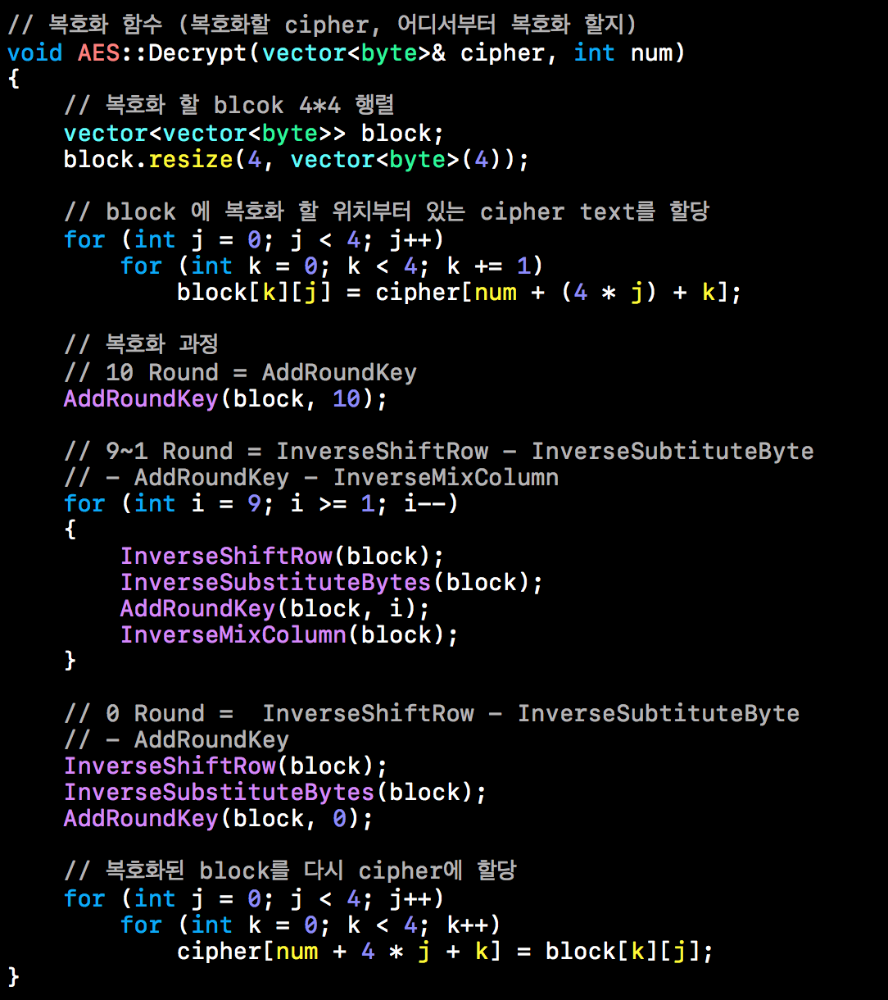 // 복호화 함수 (복호화할 cipher, 어디서부터 복호화 할지)
void AES::Decrypt(vector<byte>& cipher, int num)
{
    // 복호화 할 blcok 4*4 행렬
    vector<vector<byte>> block;
    block.resize(4, vector<byte>(4));

    // block 에 복호화 할 위치부터 있는 cipher text를 할당
    for (int j = 0; j < 4; j++)
        for (int k = 0; k < 4; k += 1)
            block[k][j] = cipher[num + (4 * j) + k];

    // 복호화 과정
    // 10 Round = AddRoundKey
    AddRoundKey(block, 10);

    // 9~1 Round = InverseShiftRow - InverseSubtituteByte
    // - AddRoundKey - InverseMixColumn
    for (int i = 9; i >= 1; i--)
    {
        InverseShiftRow(block);
        InverseSubstituteBytes(block);
        AddRoundKey(block, i);
        InverseMixColumn(block);
    }

    // 0 Round =  InverseShiftRow - InverseSubtituteByte
    // - AddRoundKey
    InverseShiftRow(block);
    InverseSubstituteBytes(block);
    AddRoundKey(block, 0);

    // 복호화된 block를 다시 cipher에 할당
    for (int j = 0; j < 4; j++)
        for (int k = 0; k < 4; k++)
            cipher[num + 4 * j + k] = block[k][j];
}